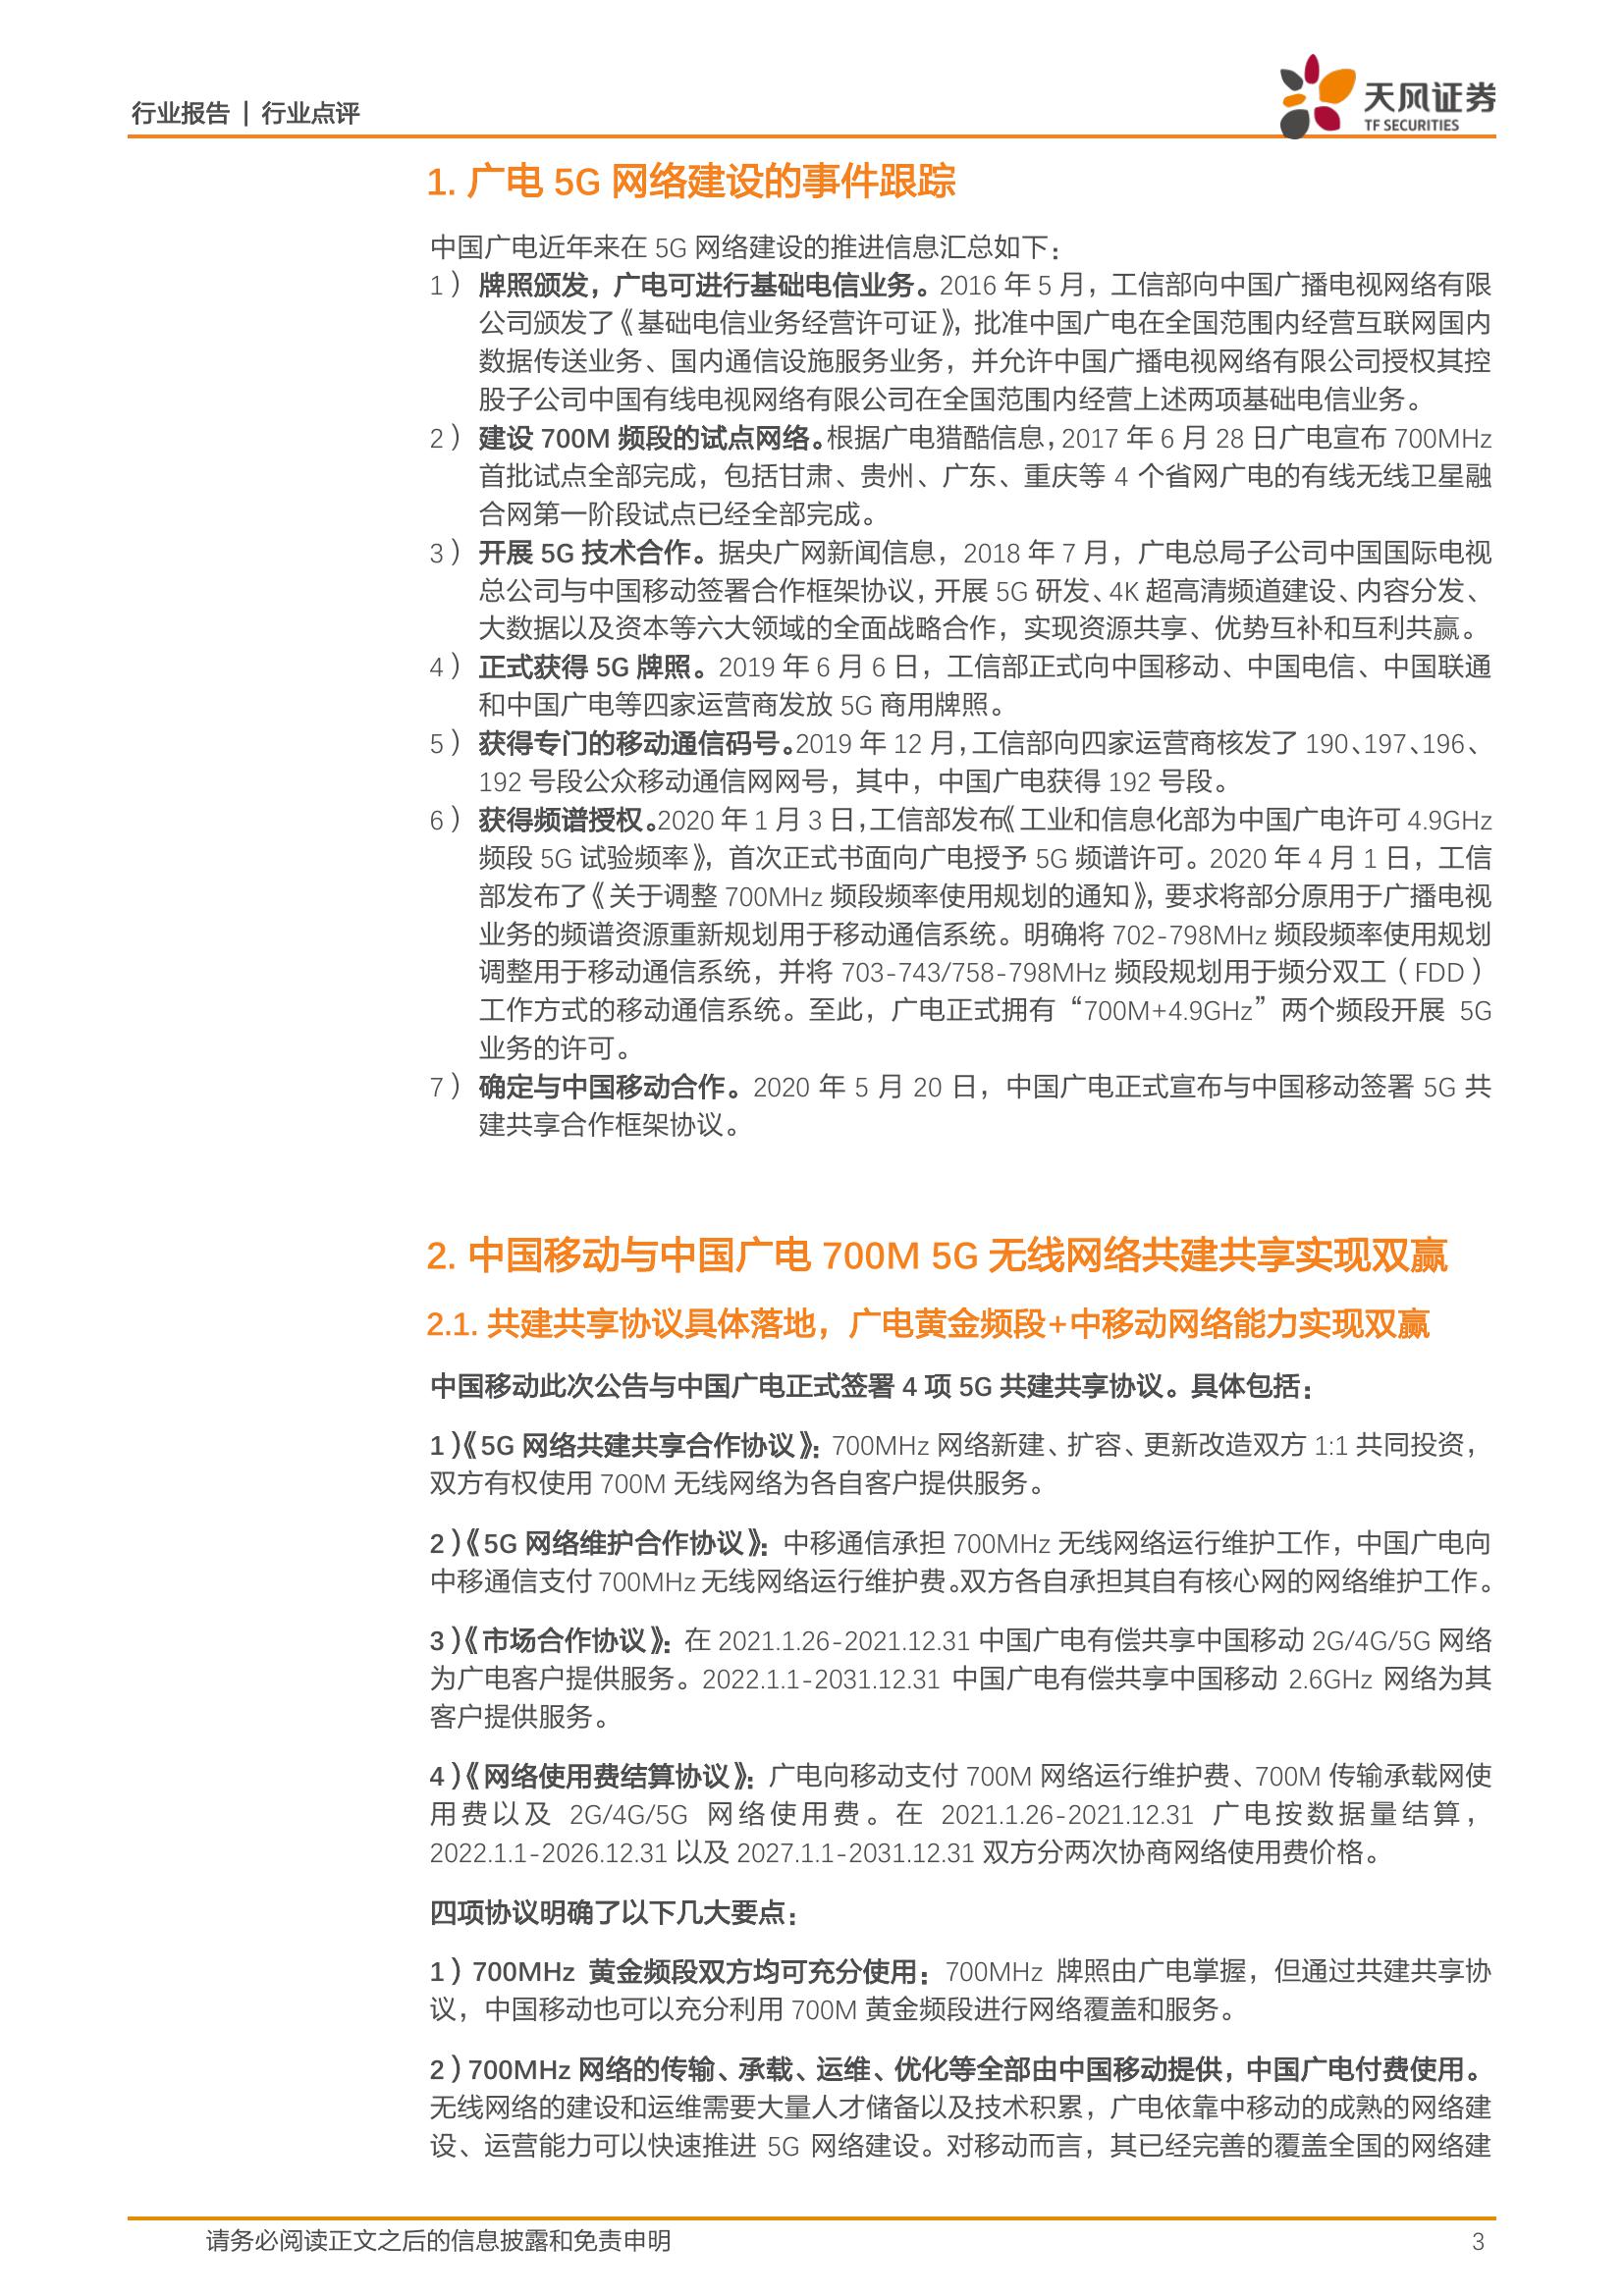 行业报告 | 行业点评
天风证券
TF SECURITIES
1. 广电 5G 网络建设的事件跟踪
中国广电近年来在 5G 网络建设的推进信息汇总如下：
1） 牌照颁发，广电可进行基础电信业务。2016 年 5 月，工信部向中国广播电视网络有限
公司颁发了《基础电信业务经营许可证》，批准中国广电在全国范围内经营互联网国内
数据传送业务、国内通信设施服务业务，并允许中国广播电视网络有限公司授权其控
股子公司中国有线电视网络有限公司在全国范围内经营上述两项基础电信业务。
2） 建设 700M 频段的试点网络。根据广电猎酷信息，2017 年 6 月 28 日广电宣布 700MHz
首批试点全部完成，包括甘肃、贵州、广东、重庆等 4 个省网广电的有线无线卫星融
合网第一阶段试点已经全部完成。
3） 开展 5G 技术合作。据央广网新闻信息，2018 年 7 月，广电总局子公司中国国际电视
总公司与中国移动签署合作框架协议，开展 5G 研发、4K 超高清频道建设、内容分发、
大数据以及资本等六大领域的全面战略合作，实现资源共享、优势互补和互利共赢。
4） 正式获得 5G 牌照。2019 年 6 月 6 日，工信部正式向中国移动、中国电信、中国联通
和中国广电等四家运营商发放 5G 商用牌照。
5） 获得专门的移动通信码号。2019 年 12 月，工信部向四家运营商核发了 190、197、196、
192 号段公众移动通信网网号，其中，中国广电获得 192 号段。
6） 获得频谱授权。2020 年 1 月 3 日，工信部发布《工业和信息化部为中国广电许可 4.9GHz
频段 5G 试验频率》，首次正式书面向广电授予 5G 频谱许可。2020 年 4 月 1 日，工信
部发布了《关于调整 700MHz 频段频率使用规划的通知》，要求将部分原用于广播电视
业务的频谱资源重新规划用于移动通信系统。明确将 702-798MHz 频段频率使用规划
调整用于移动通信系统，并将 703-743/758-798MHz 频段规划用于频分双工（FDD）
工作方式的移动通信系统。至此，广电正式拥有“700M+4.9GHz”两个频段开展 5G
业务的许可。
7） 确定与中国移动合作。2020 年 5 月 20 日，中国广电正式宣布与中国移动签署 5G 共
建共享合作框架协议。
2. 中国移动与中国广电 700M 5G 无线网络共建共享实现双赢
2.1. 共建共享协议具体落地，广电黄金频段+中移动网络能力实现双赢
中国移动此次公告与中国广电正式签署 4 项 5G 共建共享协议。具体包括：
1）《5G 网络共建共享合作协议》：700MHz 网络新建、扩容、更新改造双方 1:1 共同投资，
双方有权使用 700M 无线网络为各自客户提供服务。
2）《5G 网络维护合作协议》：中移通信承担 700MHz 无线网络运行维护工作，中国广电向
中移通信支付 700MHz 无线网络运行维护费。双方各自承担其自有核心网的网络维护工作。
3）《市场合作协议》：在 2021.1.26-2021.12.31 中国广电有偿共享中国移动 2G/4G/5G 网络
为广电客户提供服务。2022.1.1-2031.12.31 中国广电有偿共享中国移动 2.6GHz 网络为其
客户提供服务。
4）《网络使用费结算协议》：广电向移动支付 700M 网络运行维护费、700M 传输承载网使
用费以及 2G/4G/5G 网络使用费。在 2021.1.26-2021.12.31 广电按数据量结算，
2022.1.1-2026.12.31 以及 2027.1.1-2031.12.31 双方分两次协商网络使用费价格。
四项协议明确了以下几大要点：
1）700MHz 黄金频段双方均可充分使用：700MHz 牌照由广电掌握，但通过共建共享协
议，中国移动也可以充分利用 700M 黄金频段进行网络覆盖和服务。
2）700MHz 网络的传输、承载、运维、优化等全部由中国移动提供，中国广电付费使用。
无线网络的建设和运维需要大量人才储备以及技术积累，广电依靠中移动的成熟的网络建
设、运营能力可以快速推进 5G 网络建设。对移动而言，其已经完善的覆盖全国的网络建
请务必阅读正文之后的信息披露和免责申明
3